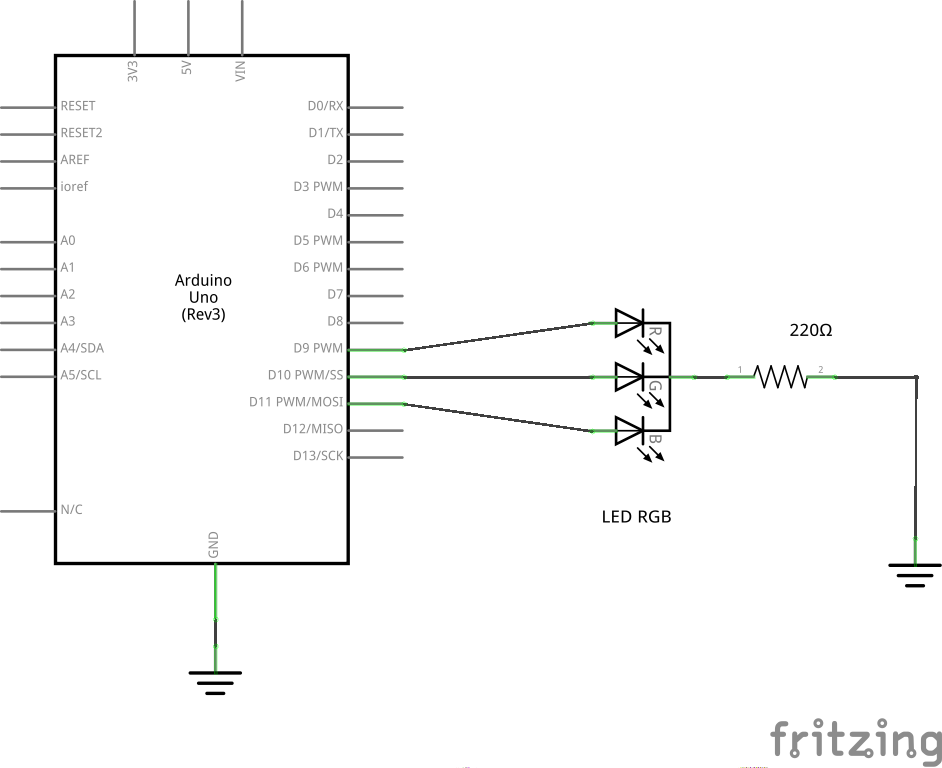 3V3
5V
VIN
RESET
RESET2
AREF
ioref
A0
A1
A2
A3
A4/SDA
A5/SCL
N/C
Arduino
Uno
(Rev3)
D0/RX
D1/TX
D2
D3 PWM
D4
D5 PWM
D6 PWM
D7
D8
D9 PWM
D10 PWM/SS
D11 PWM/MOSI
D12/MISO
D13/SCK
GND
R
G
B
LED RGB
220Ω
1
2
fritzing